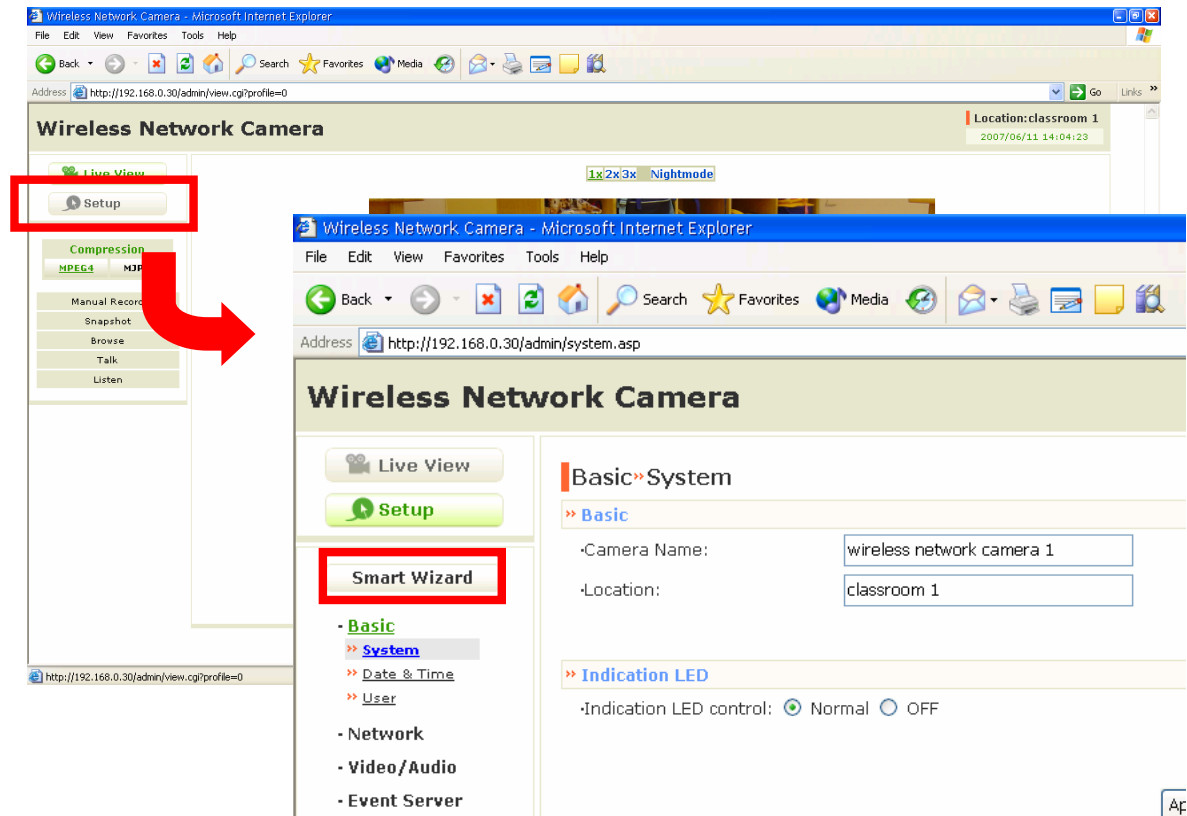 Wireless Network Camera - Microsoft Internet Explorer
File Edit View Favorites Tools Help
Back Search Favorites Media
Address http://192.168.0.30/admin/view.cgi?profile=0 Go Links »
Wireless Network Camera
Location:classroom 1
2007/06/11 14:04:23
Live View
Setup
1x 2x 3x Nightmode
Compression
MPEG4 MJP
Manual Recor
Snapshot
Browse
Talk
Listen
http://192.168.0.30/admin/view.cgi?profile=0
Wireless Network Camera - Microsoft Internet Explorer
File Edit View Favorites Tools Help
Back Search Favorites Media
Address http://192.168.0.30/admin/system.asp
Wireless Network Camera
Live View
Setup
Smart Wizard
- Basic
» System
» Date & Time
» User
- Network
- Video/Audio
- Event Server
Basic»System
» Basic
·Camera Name: wireless network camera 1
·Location: classroom 1
» Indication LED
·Indication LED control: Normal OFF
Ap